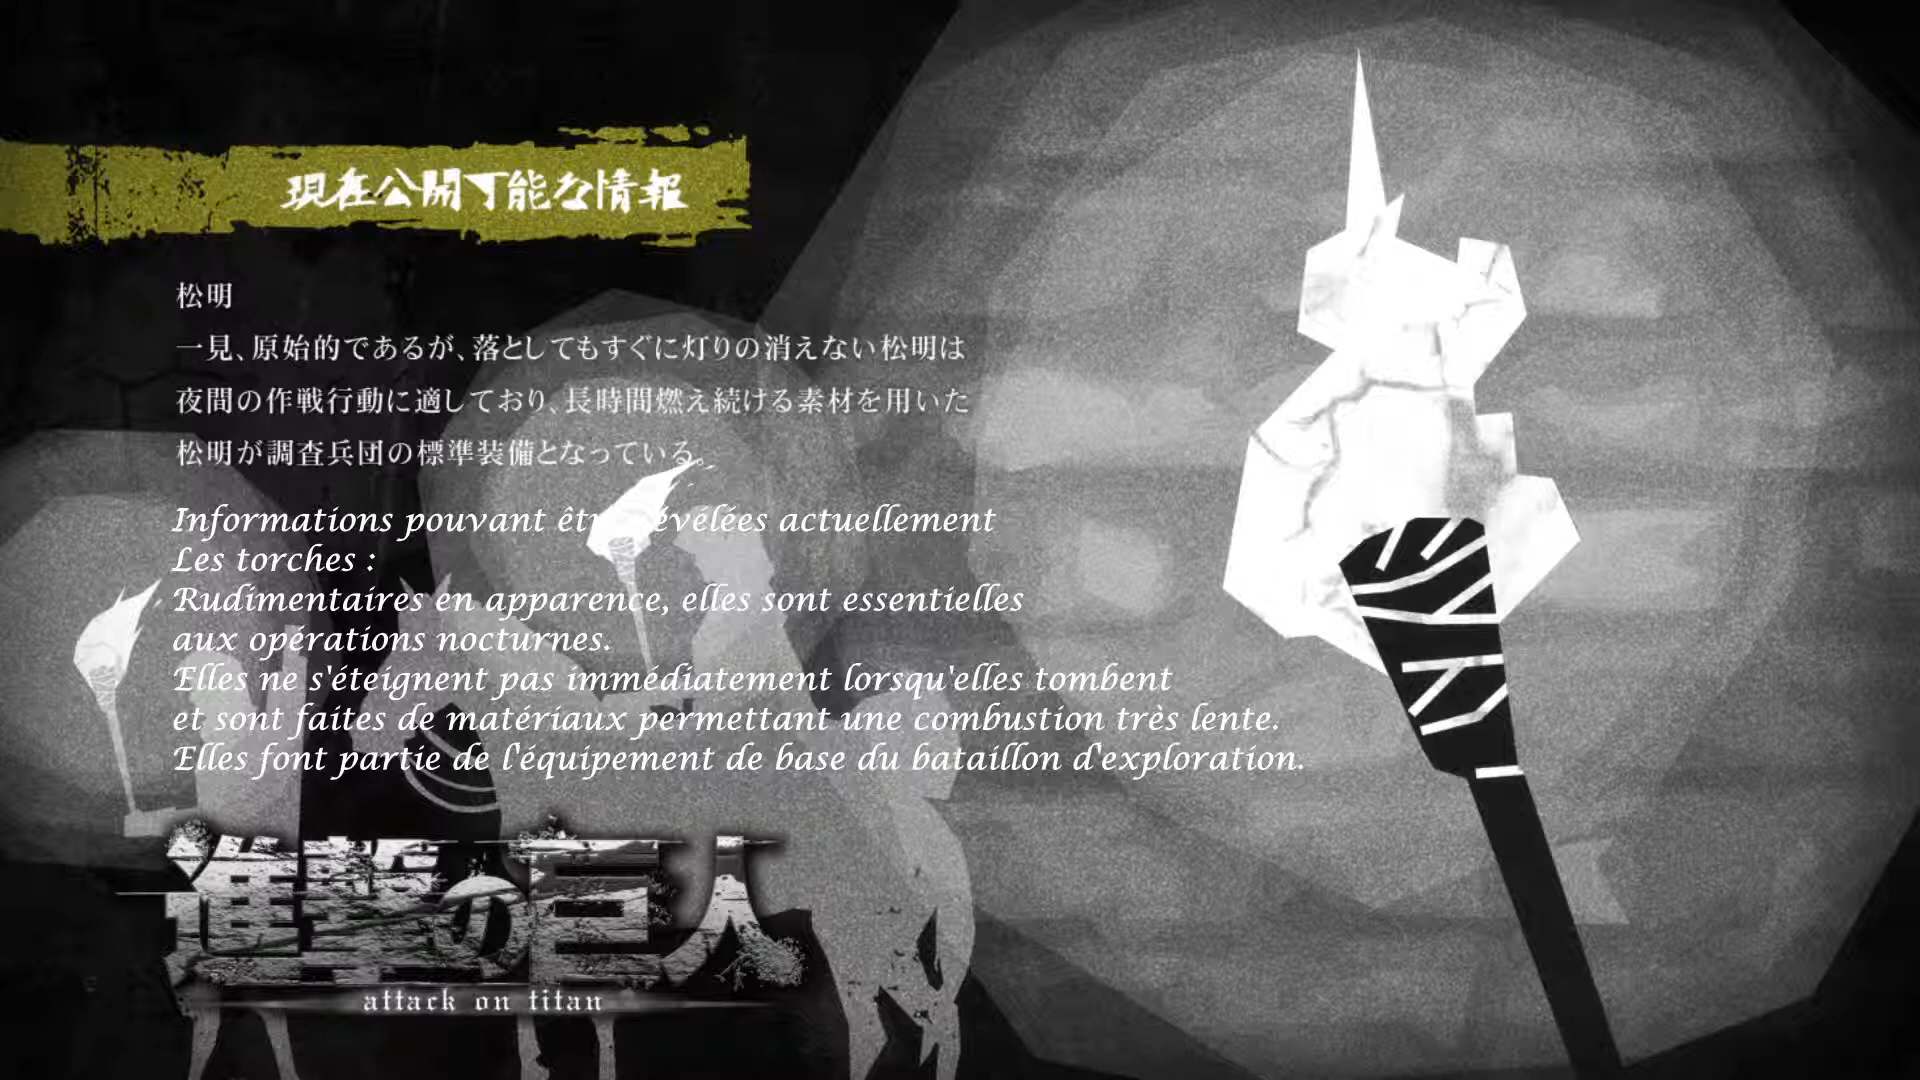 現在公開可能な情報
松明
一見、原始的であるが、落としてもすぐに灯りの消えない松明は
夜間の作戦行動に適しており、長時間燃え続ける素材を用いた
松明が調査兵団の標準装備となっている。
Informations pouvant être révélées actuellement
Les torches :
Rudimentaires en apparence, elles sont essentielles
aux opérations nocturnes.
Elles ne s'éteignent pas immédiatement lorsqu'elles tombent
et sont faites de matériaux permettant une combustion très lente.
Elles font partie de l'équipement de base du bataillon d'exploration.
進撃の巨人
attack on titan